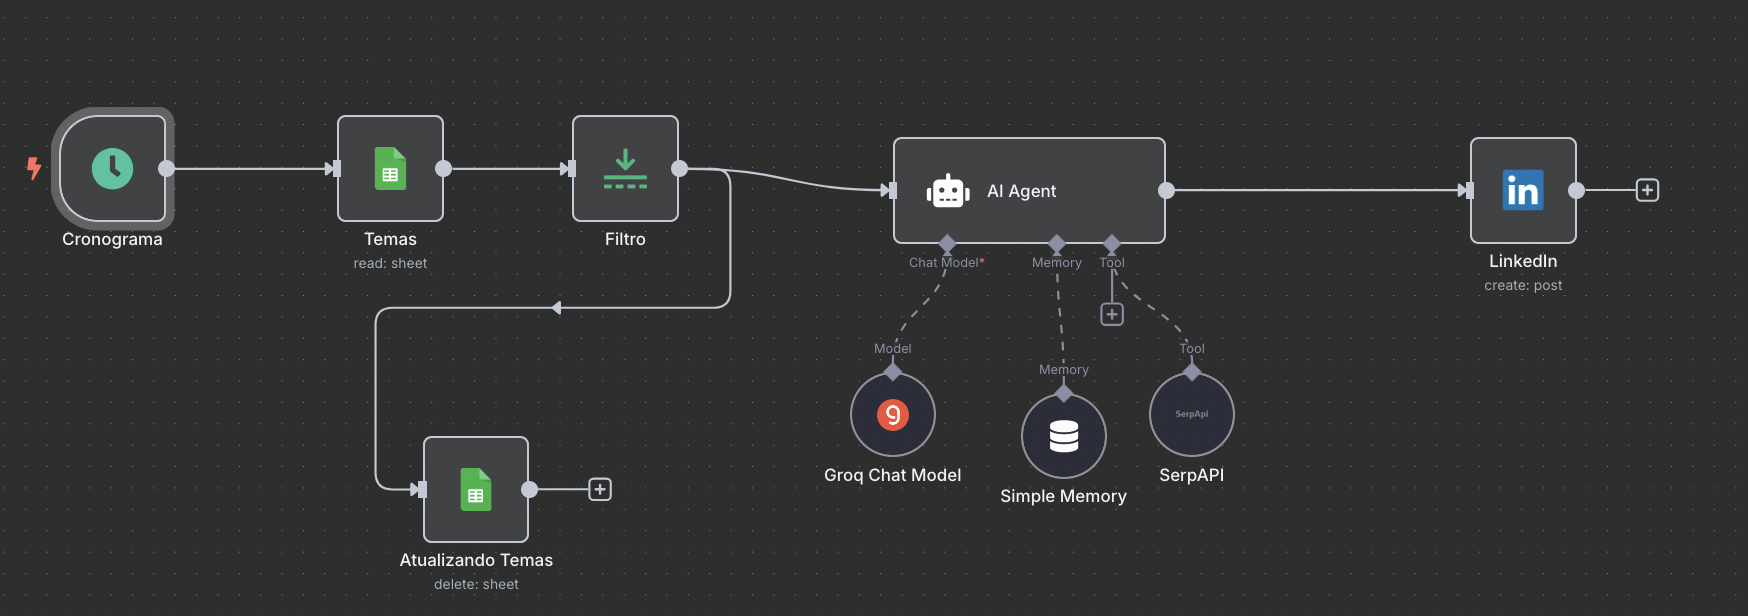 Cronograma
Temas
read: sheet
Filtro
AI Agent
Chat Model*
Memory
Tool
in
LinkedIn
create: post
Model
Memory
Tool
SerpApi
Groq Chat Model
Simple Memory
SerpAPI
Atualizando Temas
delete: sheet